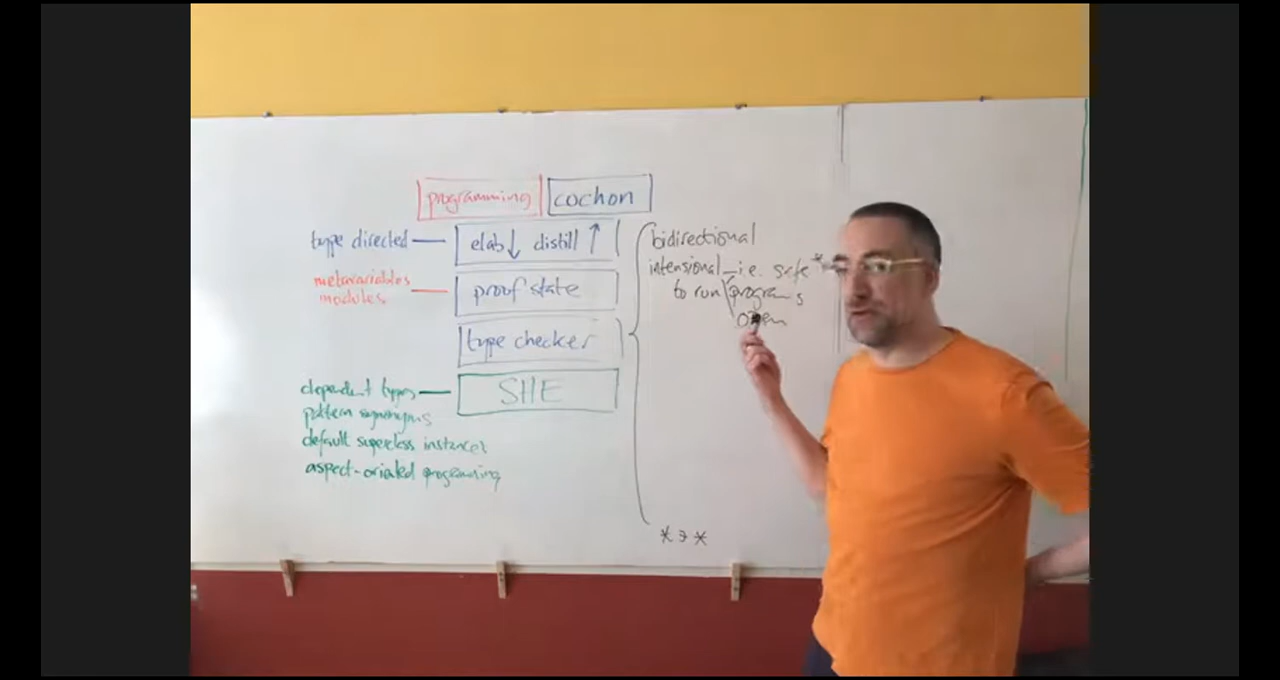 programming cochon
type directed elab↓ distill↑
metavariables
modules
proof state
type checker
dependent types SHE
pattern synonyms
default superclass instances
aspect-oriented programming
bidirectional
intensional – i.e. safe*
to run programs
open
* ∋ *